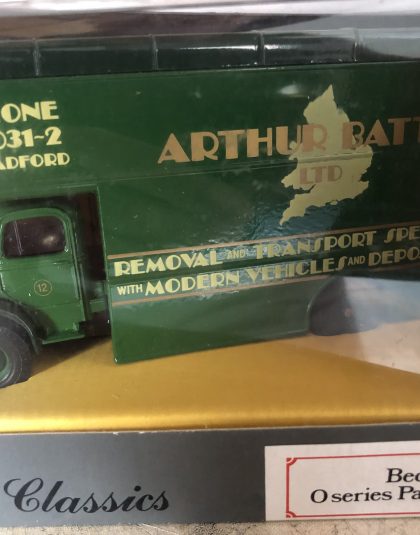 ONE
031-2
ADFORD
ARTHUR BATT
LTD
REMOVAL AND TRANSPORT SPE
WITH MODERN VEHICLES AND DEPO
12
Classics
Bec
O series Pa